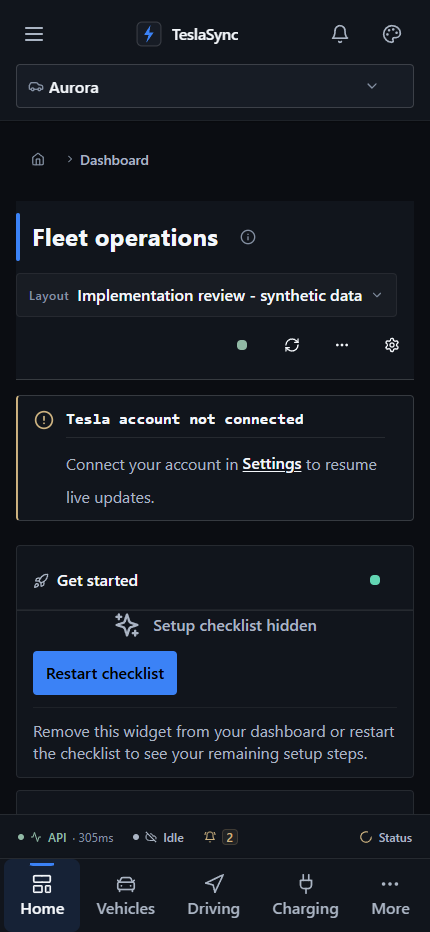 TeslaSync
Aurora
Dashboard
Fleet operations
Layout Implementation review - synthetic data
Tesla account not connected
Connect your account in Settings to resume
live updates.
Get started
Setup checklist hidden
Restart checklist
Remove this widget from your dashboard or restart
the checklist to see your remaining setup steps.
API · 305ms Idle 2 Status
Home Vehicles Driving Charging More